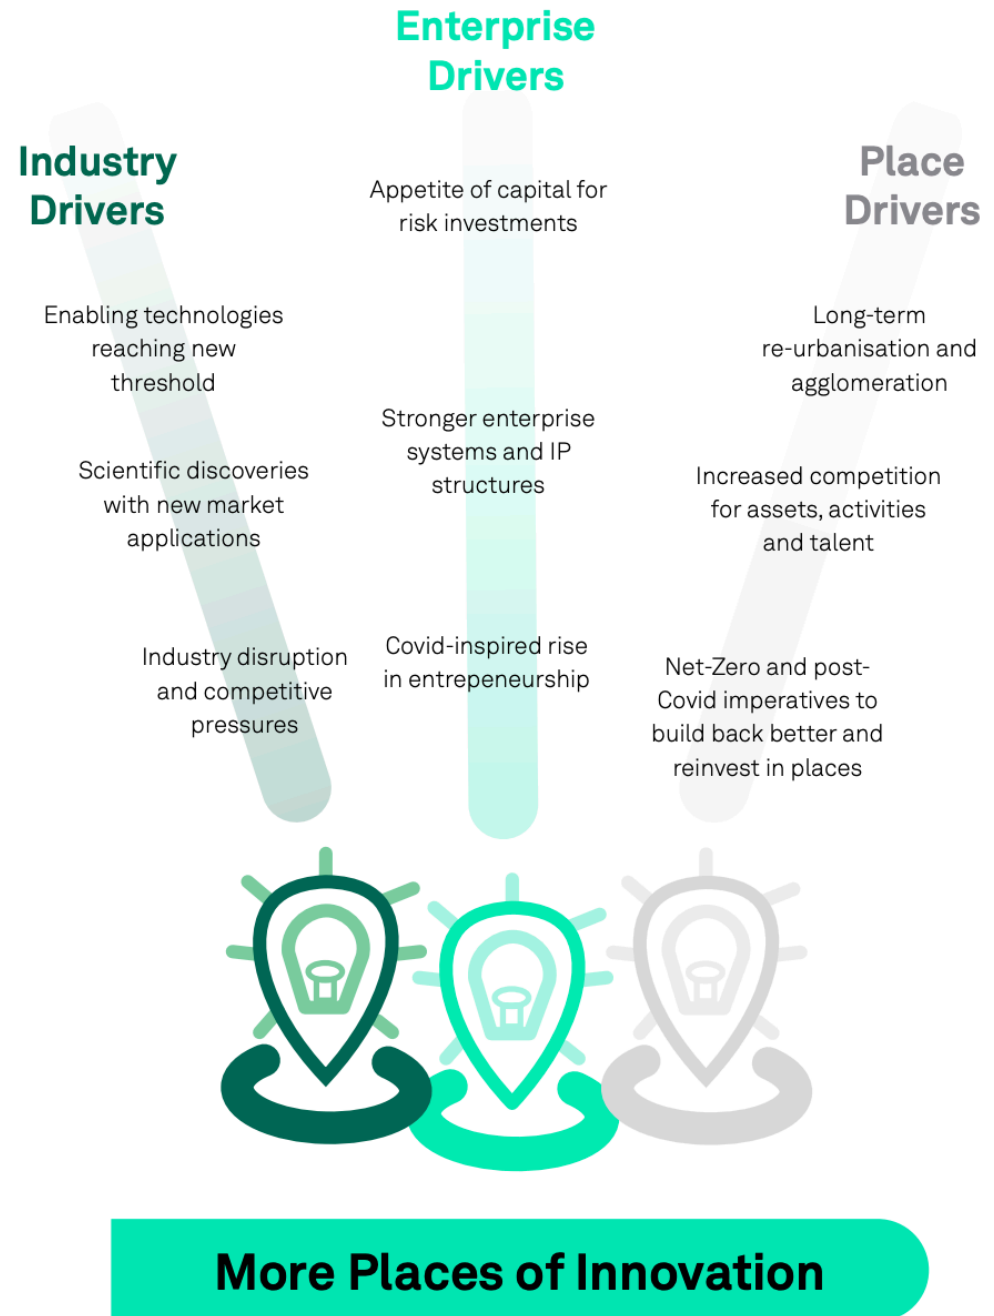 Enterprise
Drivers
Industry
Drivers
Place
Drivers
Appetite of capital for
risk investments
Enabling technologies
reaching new
threshold
Long-term
re-urbanisation and
agglomeration
Stronger enterprise
systems and IP
structures
Scientific discoveries
with new market
applications
Increased competition
for assets, activities
and talent
Industry disruption
and competitive
pressures
Covid-inspired rise
in entrepeneurship
Net-Zero and post-
Covid imperatives to
build back better and
reinvest in places
More Places of Innovation